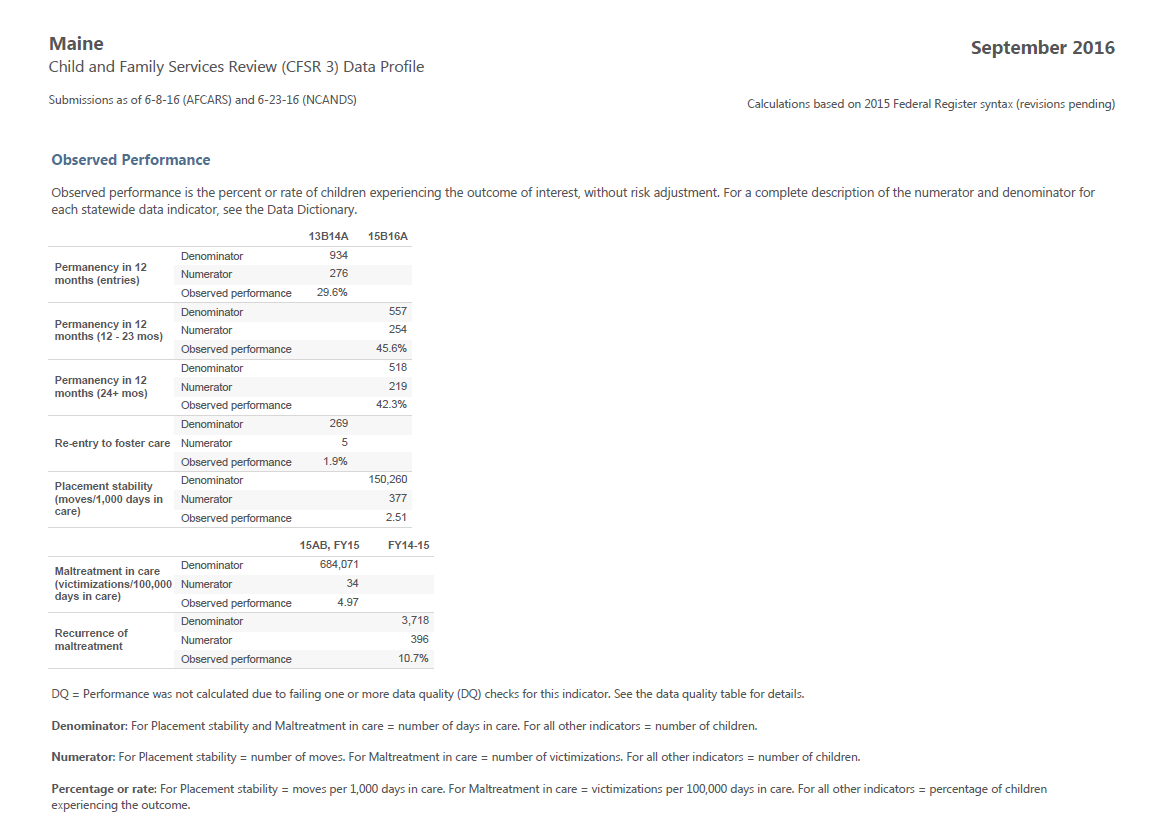 Maine
September 2016
Child and Family Services Review (CFSR 3) Data Profile
Submissions as of 6-8-16 (AFCARS) and 6-23-16 (NCANDS)
Calculations based on 2015 Federal Register syntax (revisions pending)
Observed Performance
Observed performance is the percent or rate of children experiencing the outcome of interest, without risk adjustment. For a complete description of the numerator and denominator for
each statewide data indicator, see the Data Dictionary.
13B14A 15B16A
Permanency in 12
months (entries)
Denominator 934
Numerator 276
Observed performance 29.6%
Permanency in 12
months (12 - 23 mos)
Denominator 557
Numerator 254
Observed performance 45.6%
Permanency in 12
months (24+ mos)
Denominator 518
Numerator 219
Observed performance 42.3%
Re-entry to foster care
Denominator 269
Numerator 5
Observed performance 1.9%
Placement stability
(moves/1,000 days in
care)
Denominator 150,260
Numerator 377
Observed performance 2.51
15AB, FY15 FY14-15
Maltreatment in care
(victimizations/100,000
days in care)
Denominator 684,071
Numerator 34
Observed performance 4.97
Recurrence of
maltreatment
Denominator 3,718
Numerator 396
Observed performance 10.7%
DQ = Performance was not calculated due to failing one or more data quality (DQ) checks for this indicator. See the data quality table for details.
Denominator: For Placement stability and Maltreatment in care = number of days in care. For all other indicators = number of children.
Numerator: For Placement stability = number of moves. For Maltreatment in care = number of victimizations. For all other indicators = number of children.
Percentage or rate: For Placement stability = moves per 1,000 days in care. For Maltreatment in care = victimizations per 100,000 days in care. For all other indicators = percentage of children
experiencing the outcome.